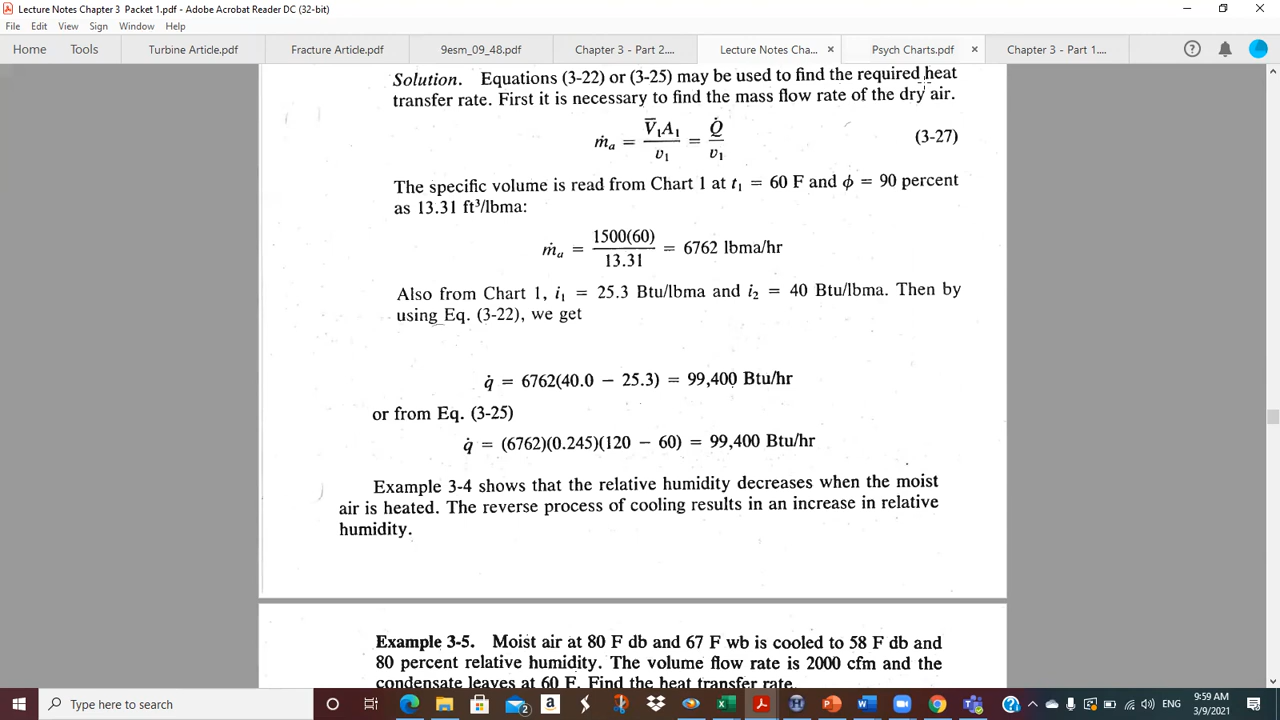 Lecture Notes Chapter 3 Packet 1.pdf - Adobe Acrobat Reader DC (32-bit)
File Edit View Sign Window Help
Home Tools Turbine Article.pdf Fracture Article.pdf 9esm_09_48.pdf Chapter 3 - Part 2.... Lecture Notes Cha... × Psych Charts.pdf × Chapter 3 - Part 1....
Solution. Equations (3-22) or (3-25) may be used to find the required heat
transfer rate. First it is necessary to find the mass flow rate of the dry air.
ṁₐ = V̅₁A₁ / v₁ = Q̇ / v₁ (3-27)
The specific volume is read from Chart 1 at t₁ = 60 F and ϕ = 90 percent
as 13.31 ft³/lbma:
ṁₐ = 1500(60) / 13.31 = 6762 lbma/hr
Also from Chart 1, i₁ = 25.3 Btu/lbma and i₂ = 40 Btu/lbma. Then by
using Eq. (3-22), we get
q̇ = 6762(40.0 − 25.3) = 99,400 Btu/hr
or from Eq. (3-25)
q̇ = (6762)(0.245)(120 − 60) = 99,400 Btu/hr
Example 3-4 shows that the relative humidity decreases when the moist
air is heated. The reverse process of cooling results in an increase in relative
humidity.
Example 3-5. Moist air at 80 F db and 67 F wb is cooled to 58 F db and
80 percent relative humidity. The volume flow rate is 2000 cfm and the
condensate leaves at 60 F. Find the heat transfer rate.
Type here to search
9:59 AM
3/9/2021